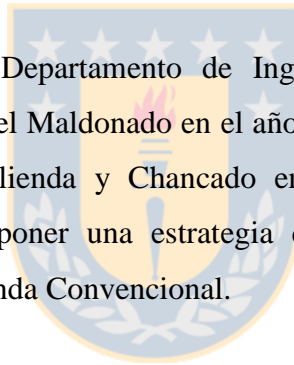 Departamento de Ing
el Maldonado en el año
lienda y Chancado en
poner una estrategia
nda Convencional.